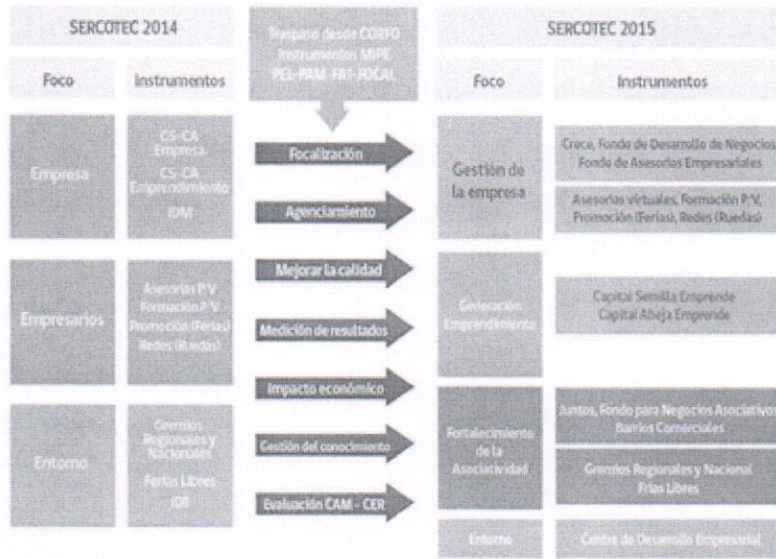 SERCOTEC 2014
Foco
Instrumentos
Empresa
CS-CA
Empresa
CS-CA
Emprendimiento
IDM
Empresarios
Asesorías P.V
Formación P.V
Promoción (Ferias)
Redes (Ruedas)
Entorno
Gremios
Regionales y
Nacionales
Ferias Libres
IDT
Traspaso desde CORFO
Instrumentos MIPE
PEL-PAM-FAT-FOCAL
Focalización
Agenciamiento
Mejorar la calidad
Medición de resultados
Impacto económico
Gestión del conocimiento
Evaluación CAM - CER
SERCOTEC 2015
Foco
Instrumentos
Gestión de
la empresa
Crece, Fondo de Desarrollo de Negocios
Fondo de Asesorías Empresariales
Asesorías virtuales, Formación P.V,
Promoción (Ferias), Redes (Ruedas)
Generación
Emprendimiento
Capital Semilla Emprende
Capital Abeja Emprende
Fortalecimiento
de la
Asociatividad
Juntos, Fondo para Negocios Asociativos
Barrios Comerciales
Gremios Regionales y Nacional
Frias Libres
Entorno
Centro de Desarrollo Empresarial